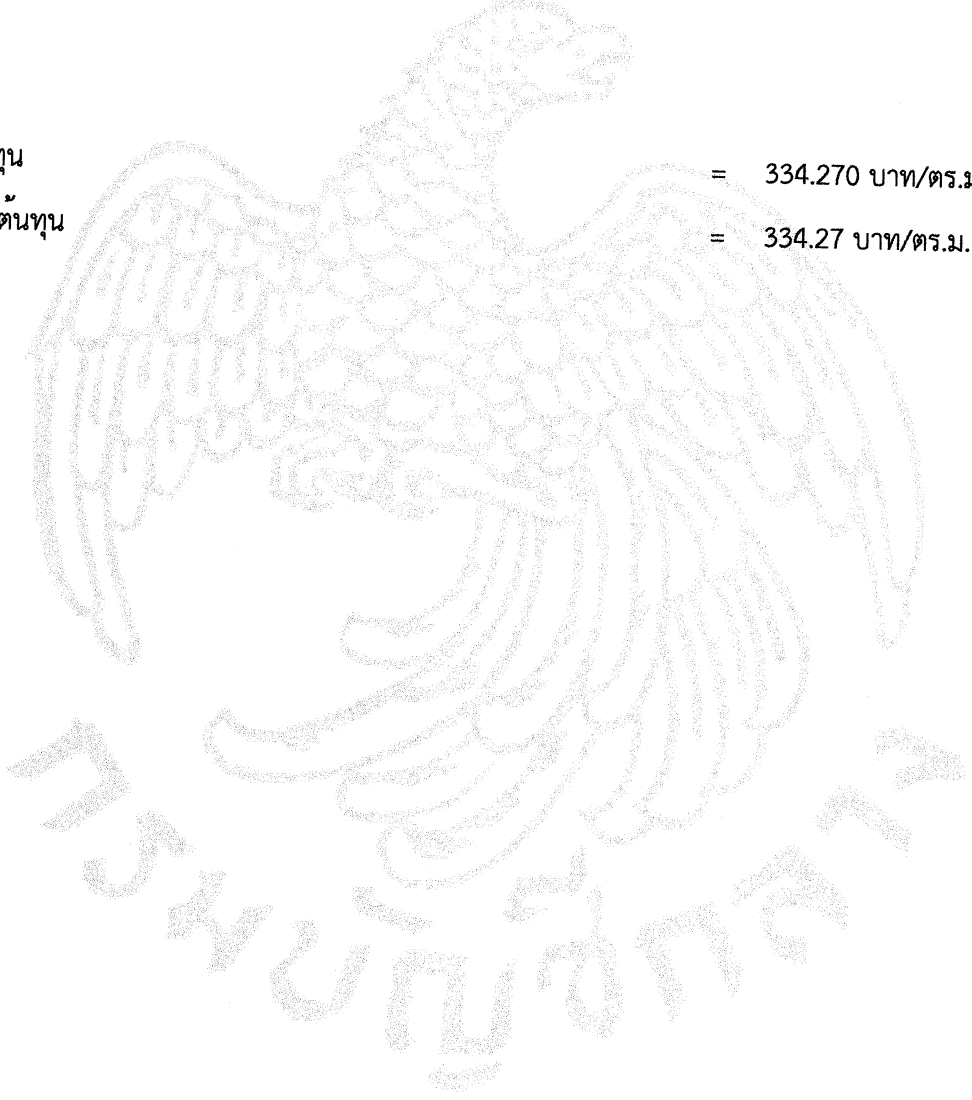 ทุน = 334.270 บาท/ตร.ม
ต้นทุน = 334.27 บาท/ตร.ม.
กรมบัญชีกลาง